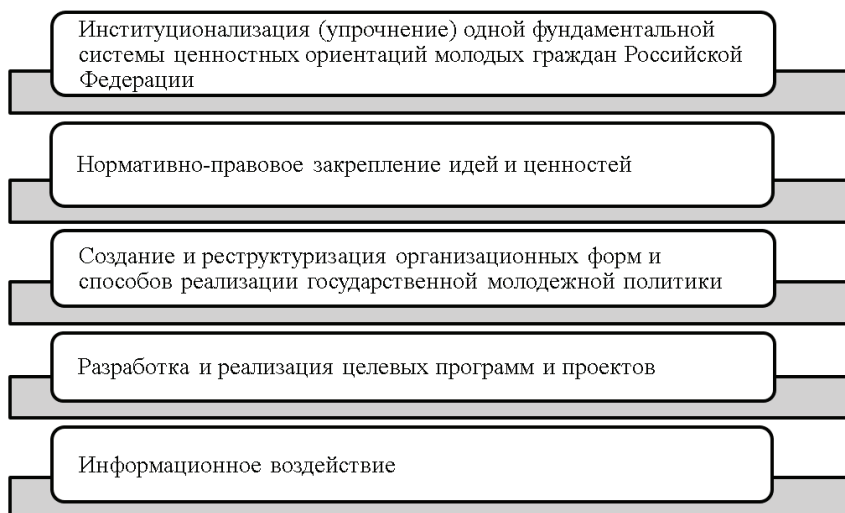 Институционализация (упрочнение) одной фундаментальной
системы ценностных ориентаций молодых граждан Российской
Федерации
Нормативно-правовое закрепление идей и ценностей
Создание и реструктуризация организационных форм и
способов реализации государственной молодежной политики
Разработка и реализация целевых программ и проектов
Информационное воздействие